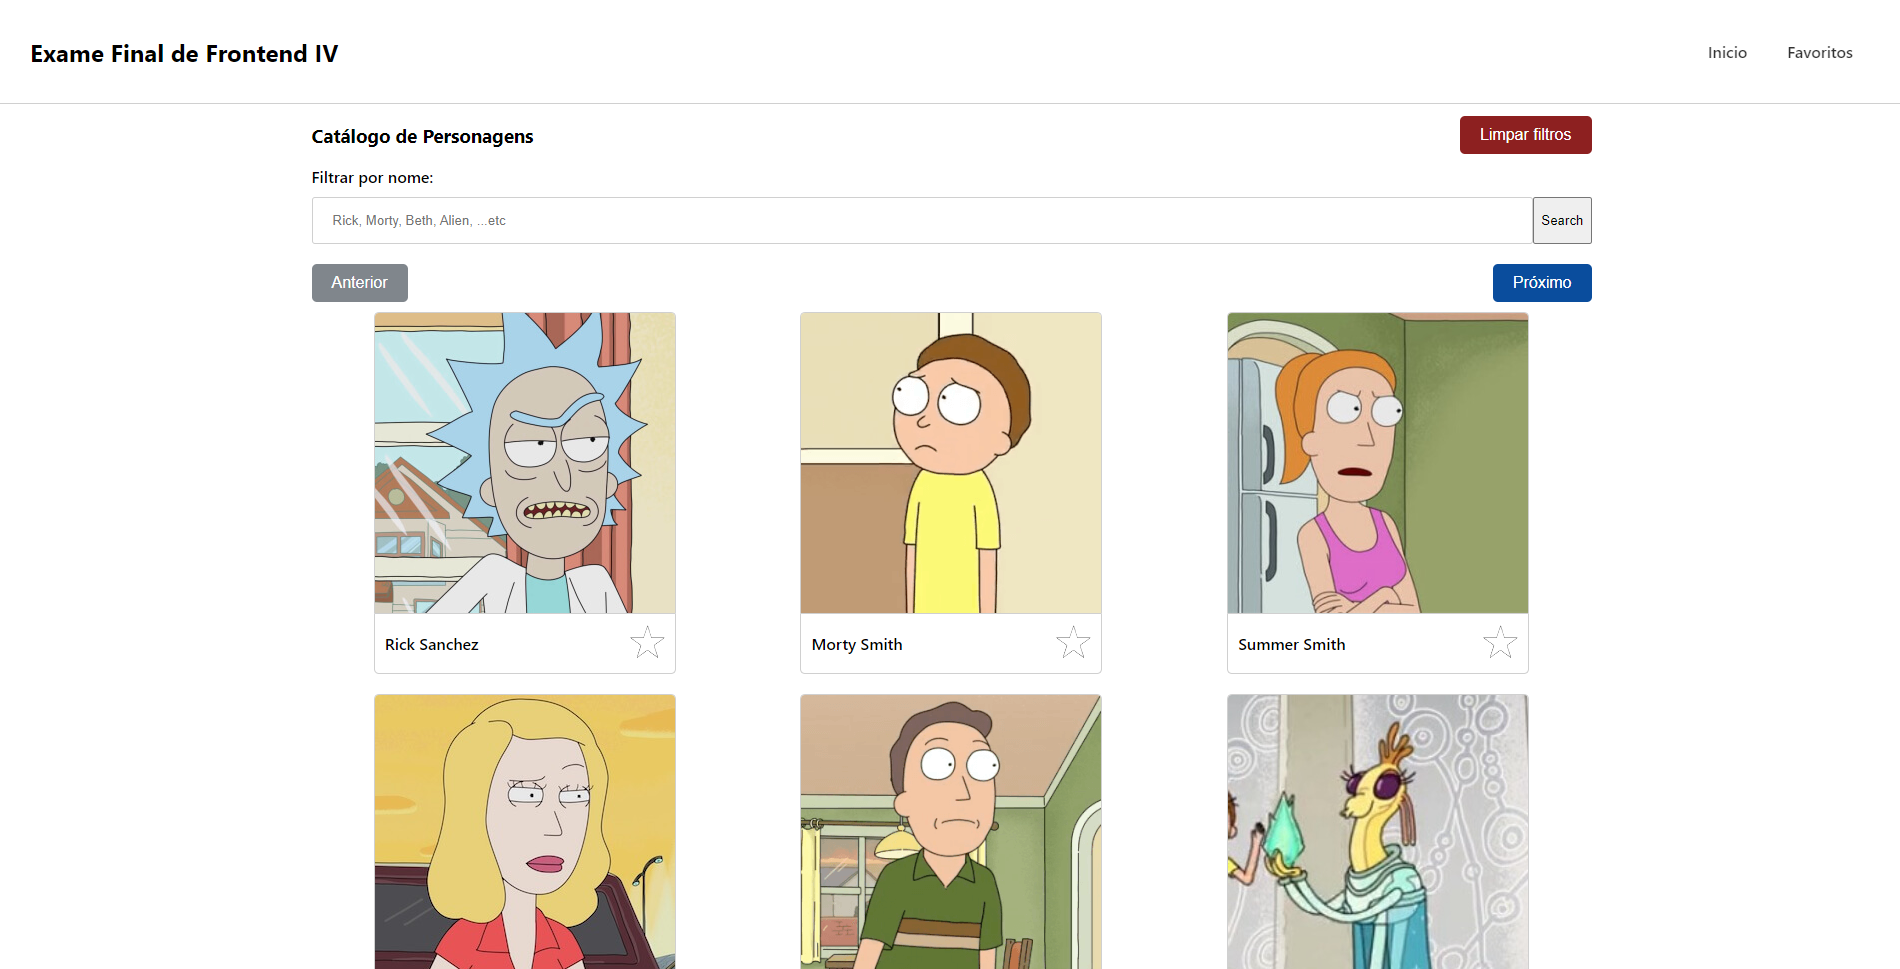 Exame Final de Frontend IV
Inicio
Favoritos
Catálogo de Personagens
Limpar filtros
Filtrar por nome:
Rick, Morty, Beth, Alien, ...etc
Search
Anterior
Próximo
Rick Sanchez
Morty Smith
Summer Smith